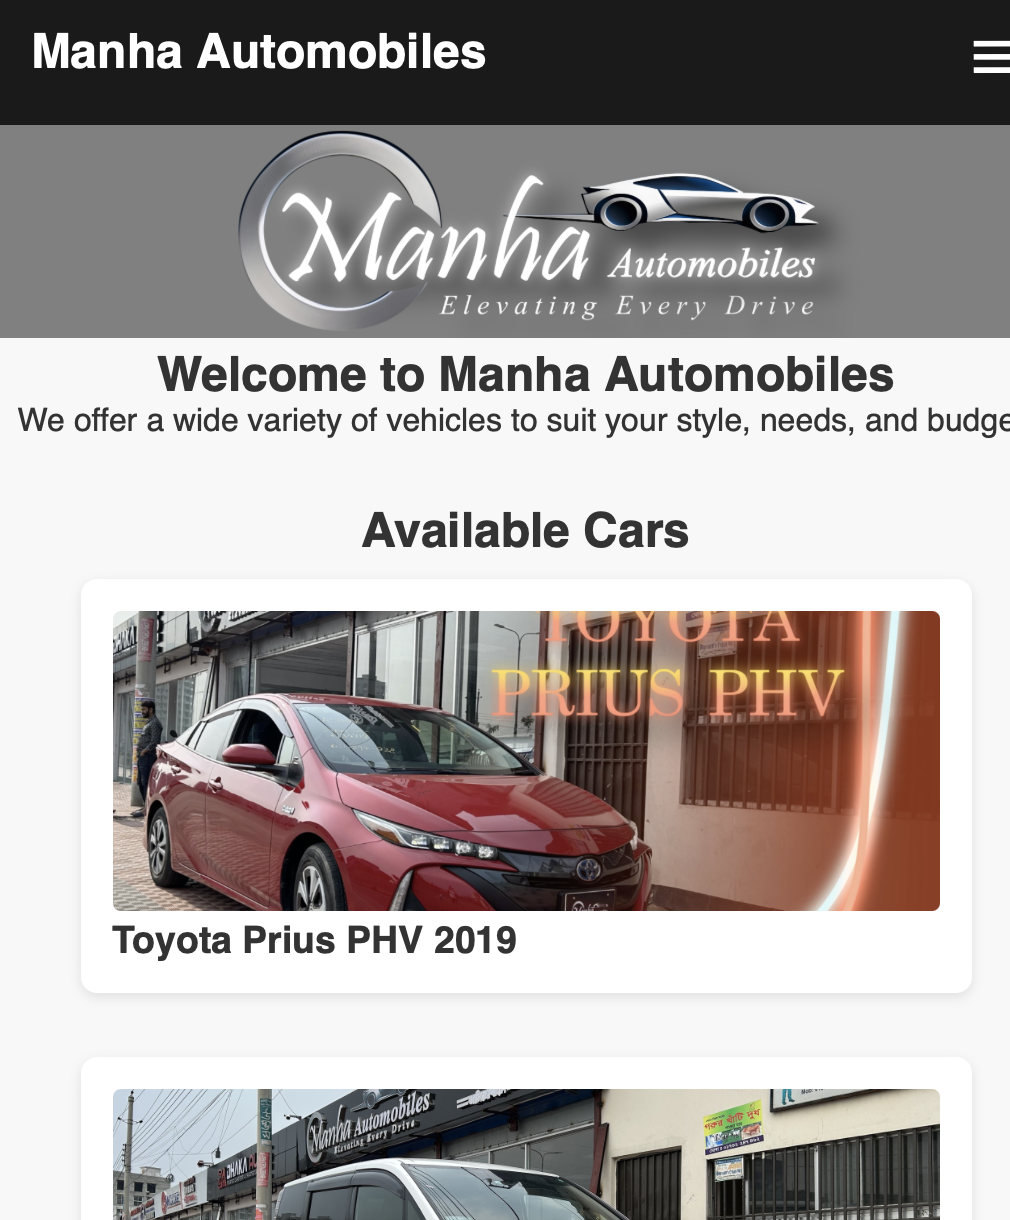 Manha Automobiles
Manha
Automobiles
Elevating Every Drive
Welcome to Manha Automobiles
We offer a wide variety of vehicles to suit your style, needs, and budge
Available Cars
TOYOTA
PRIUS PHV
Toyota Prius PHV 2019
Manha Automobiles
Elevating Every Drive
DHAKA
গরুর খাঁটি দুধ